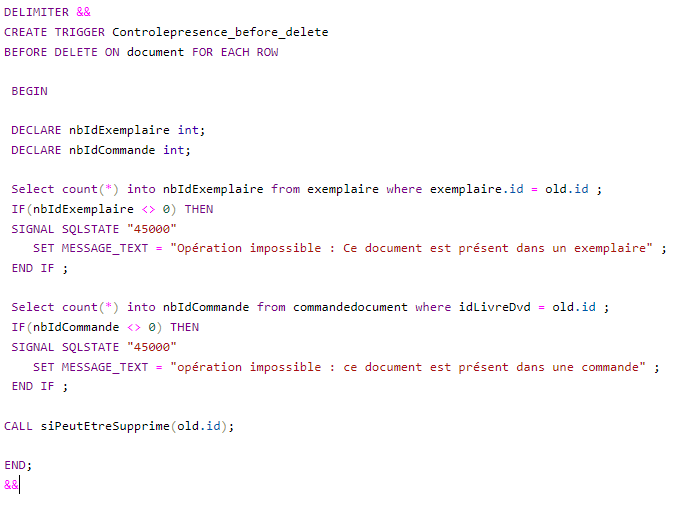 DELIMITER &&
CREATE TRIGGER Controlepresence_before_delete
BEFORE DELETE ON document FOR EACH ROW
BEGIN
DECLARE nbIdExemplaire int;
DECLARE nbIdCommande int;
Select count(*) into nbIdExemplaire from exemplaire where exemplaire.id = old.id ;
IF(nbIdExemplaire <> 0) THEN
SIGNAL SQLSTATE "45000"
SET MESSAGE_TEXT = "Opération impossible : Ce document est présent dans un exemplaire" ;
END IF ;
Select count(*) into nbIdCommande from commandedocument where idLivreDvd = old.id ;
IF(nbIdCommande <> 0) THEN
SIGNAL SQLSTATE "45000"
SET MESSAGE_TEXT = "opération impossible : ce document est présent dans une commande" ;
END IF ;
CALL siPeutEtreSupprime(old.id);
END;
&&